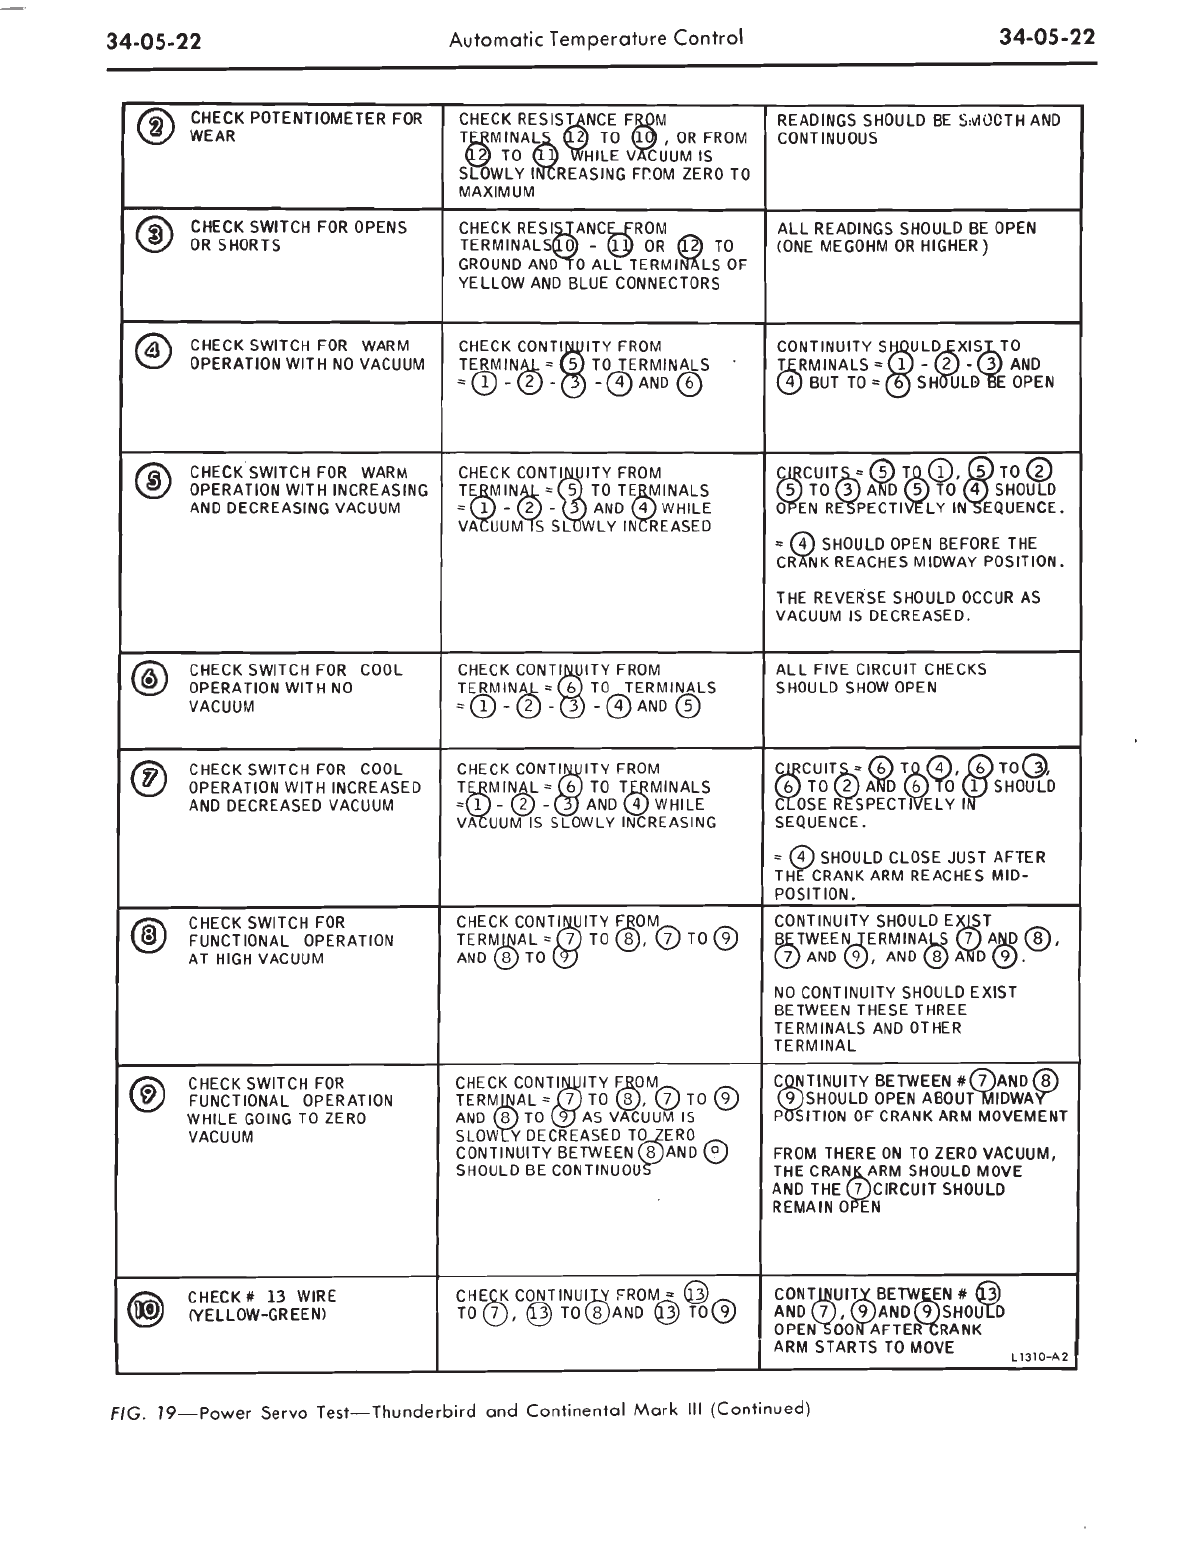 34-05-22 Automatic Temperature Control 34-05-22
2 CHECK POTENTIOMETER FOR
WEAR
CHECK RESISTANCE FROM
TERMINALS 12 TO 10, OR FROM
12 TO 11 WHILE VACUUM IS
SLOWLY INCREASING FROM ZERO TO
MAXIMUM
READINGS SHOULD BE SMOOTH AND
CONTINUOUS
3 CHECK SWITCH FOR OPENS
OR SHORTS
CHECK RESISTANCE FROM
TERMINALS 10 - 11 OR 12 TO
GROUND AND TO ALL TERMINALS OF
YELLOW AND BLUE CONNECTORS
ALL READINGS SHOULD BE OPEN
(ONE MEGOHM OR HIGHER)
4 CHECK SWITCH FOR WARM
OPERATION WITH NO VACUUM
CHECK CONTINUITY FROM
TERMINAL = 5 TO TERMINALS
= 1 - 2 - 3 - 4 AND 6
CONTINUITY SHOULD EXIST TO
TERMINALS = 1 - 2 - 3 AND
4 BUT TO = 6 SHOULD BE OPEN
5 CHECK SWITCH FOR WARM
OPERATION WITH INCREASING
AND DECREASING VACUUM
CHECK CONTINUITY FROM
TERMINAL = 5 TO TERMINALS
= 1 - 2 - 3 AND 4 WHILE
VACUUM IS SLOWLY INCREASED
CIRCUITS = 5 TO 1, 5 TO 2
5 TO 3 AND 5 TO 4 SHOULD
OPEN RESPECTIVELY IN SEQUENCE.
= 4 SHOULD OPEN BEFORE THE
CRANK REACHES MIDWAY POSITION.
THE REVERSE SHOULD OCCUR AS
VACUUM IS DECREASED.
6 CHECK SWITCH FOR COOL
OPERATION WITH NO
VACUUM
CHECK CONTINUITY FROM
TERMINAL = 6 TO TERMINALS
= 1 - 2 - 3 - 4 AND 5
ALL FIVE CIRCUIT CHECKS
SHOULD SHOW OPEN
7 CHECK SWITCH FOR COOL
OPERATION WITH INCREASED
AND DECREASED VACUUM
CHECK CONTINUITY FROM
TERMINAL = 6 TO TERMINALS
= 1 - 2 - 3 AND 4 WHILE
VACUUM IS SLOWLY INCREASING
CIRCUITS = 6 TO 4, 6 TO 3,
6 TO 2 AND 6 TO 1 SHOULD
CLOSE RESPECTIVELY IN
SEQUENCE.
= 4 SHOULD CLOSE JUST AFTER
THE CRANK ARM REACHES MID-
POSITION.
8 CHECK SWITCH FOR
FUNCTIONAL OPERATION
AT HIGH VACUUM
CHECK CONTINUITY FROM
TERMINAL = 7 TO 8, 7 TO 9
AND 8 TO 9
CONTINUITY SHOULD EXIST
BETWEEN TERMINALS 7 AND 8,
7 AND 9, AND 8 AND 9.
NO CONTINUITY SHOULD EXIST
BETWEEN THESE THREE
TERMINALS AND OTHER
TERMINAL
9 CHECK SWITCH FOR
FUNCTIONAL OPERATION
WHILE GOING TO ZERO
VACUUM
CHECK CONTINUITY FROM
TERMINAL = 7 TO 8, 7 TO 9
AND 8 TO 9 AS VACUUM IS
SLOWLY DECREASED TO ZERO
CONTINUITY BETWEEN 8 AND 9
SHOULD BE CONTINUOUS
CONTINUITY BETWEEN # 7 AND 8
9 SHOULD OPEN ABOUT MIDWAY
POSITION OF CRANK ARM MOVEMENT
FROM THERE ON TO ZERO VACUUM,
THE CRANK ARM SHOULD MOVE
AND THE 7 CIRCUIT SHOULD
REMAIN OPEN
10 CHECK # 13 WIRE
(YELLOW-GREEN)
CHECK CONTINUITY FROM = 13
TO 7, 13 TO 8 AND 13 TO 9
CONTINUITY BETWEEN # 13
AND 7, 9 AND 9 SHOULD
OPEN SOON AFTER CRANK
ARM STARTS TO MOVE
L1310-A2
FIG. 19—Power Servo Test—Thunderbird and Continental Mark III (Continued)